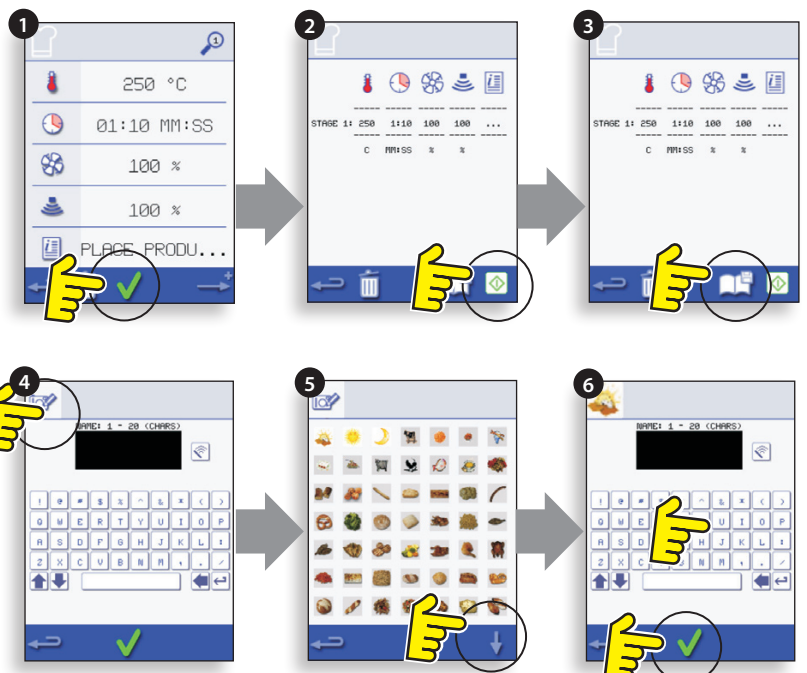 1
1
250 °C
01:10 MM:SS
100 %
100 %
i PLACE PRODU...
2
i
----- ----- ----- ----- -----
STAGE 1: 250 1:10 100 100 ...
----- ----- ----- ----- -----
C MM:SS % %
3
i
----- ----- ----- ----- -----
STAGE 1: 250 1:10 100 100 ...
----- ----- ----- ----- -----
C MM:SS % %
4
NAME: 1 - 20 (CHARS)
! @ # $ % ^ & * ( )
Q W E R T Y U I O P
A S D F G H J K L :
Z X C V B N M , . /
5
6
NAME: 1 - 20 (CHARS)
! @ # ^ & * ( )
Q W E U I O P
A S D H J K L :
Z X C N M , . /